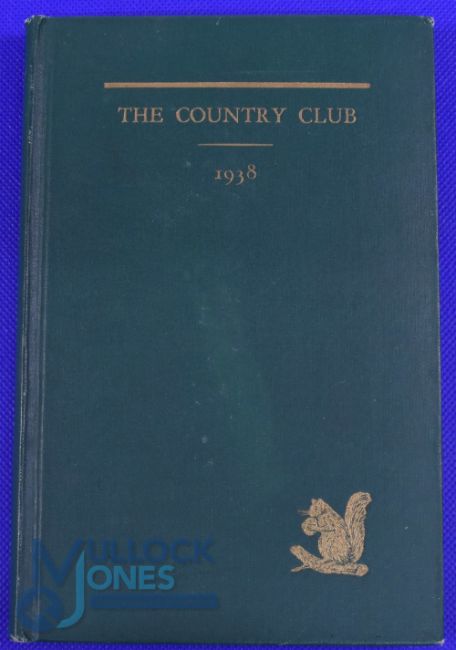 THE COUNTRY CLUB
1938
MULLOCK
JONES